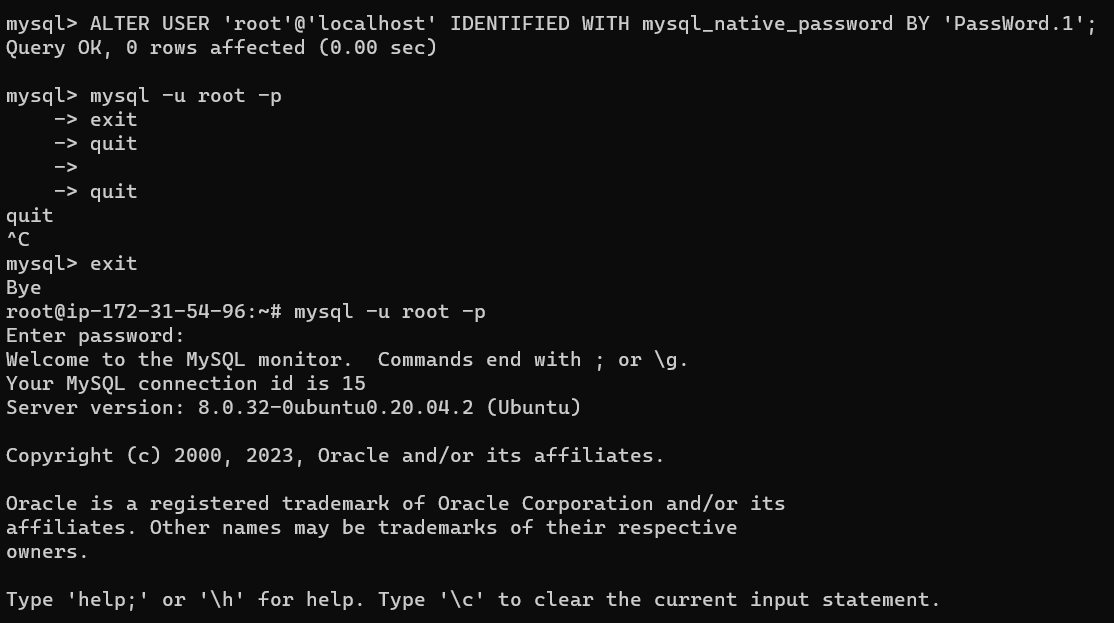 mysql> ALTER USER 'root'@'localhost' IDENTIFIED WITH mysql_native_password BY 'PassWord.1';
Query OK, 0 rows affected (0.00 sec)

mysql> mysql -u root -p
    -> exit
    -> quit
    ->
    -> quit
quit
^C
mysql> exit
Bye
root@ip-172-31-54-96:~# mysql -u root -p
Enter password:
Welcome to the MySQL monitor.  Commands end with ; or \g.
Your MySQL connection id is 15
Server version: 8.0.32-0ubuntu0.20.04.2 (Ubuntu)

Copyright (c) 2000, 2023, Oracle and/or its affiliates.

Oracle is a registered trademark of Oracle Corporation and/or its
affiliates. Other names may be trademarks of their respective
owners.

Type 'help;' or '\h' for help. Type '\c' to clear the current input statement.